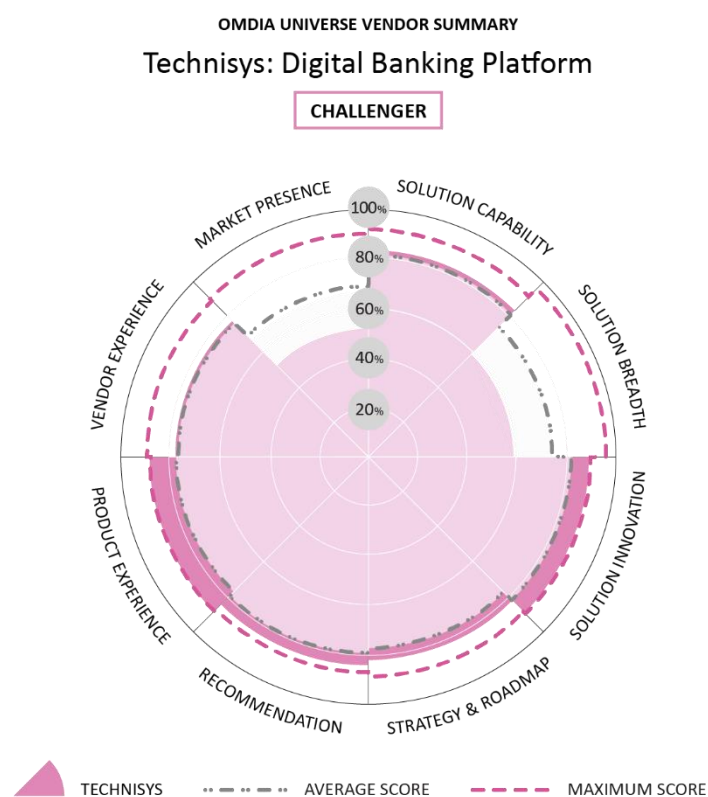 OMDIA UNIVERSE VENDOR SUMMARY
Technisys: Digital Banking Platform
CHALLENGER
MARKET PRESENCE
SOLUTION CAPABILITY
100%
80%
60%
40%
20%
VENDOR EXPERIENCE
SOLUTION BREADTH
PRODUCT EXPERIENCE
SOLUTION INNOVATION
RECOMMENDATION
STRATEGY & ROADMAP
TECHNISYS
AVERAGE SCORE
MAXIMUM SCORE